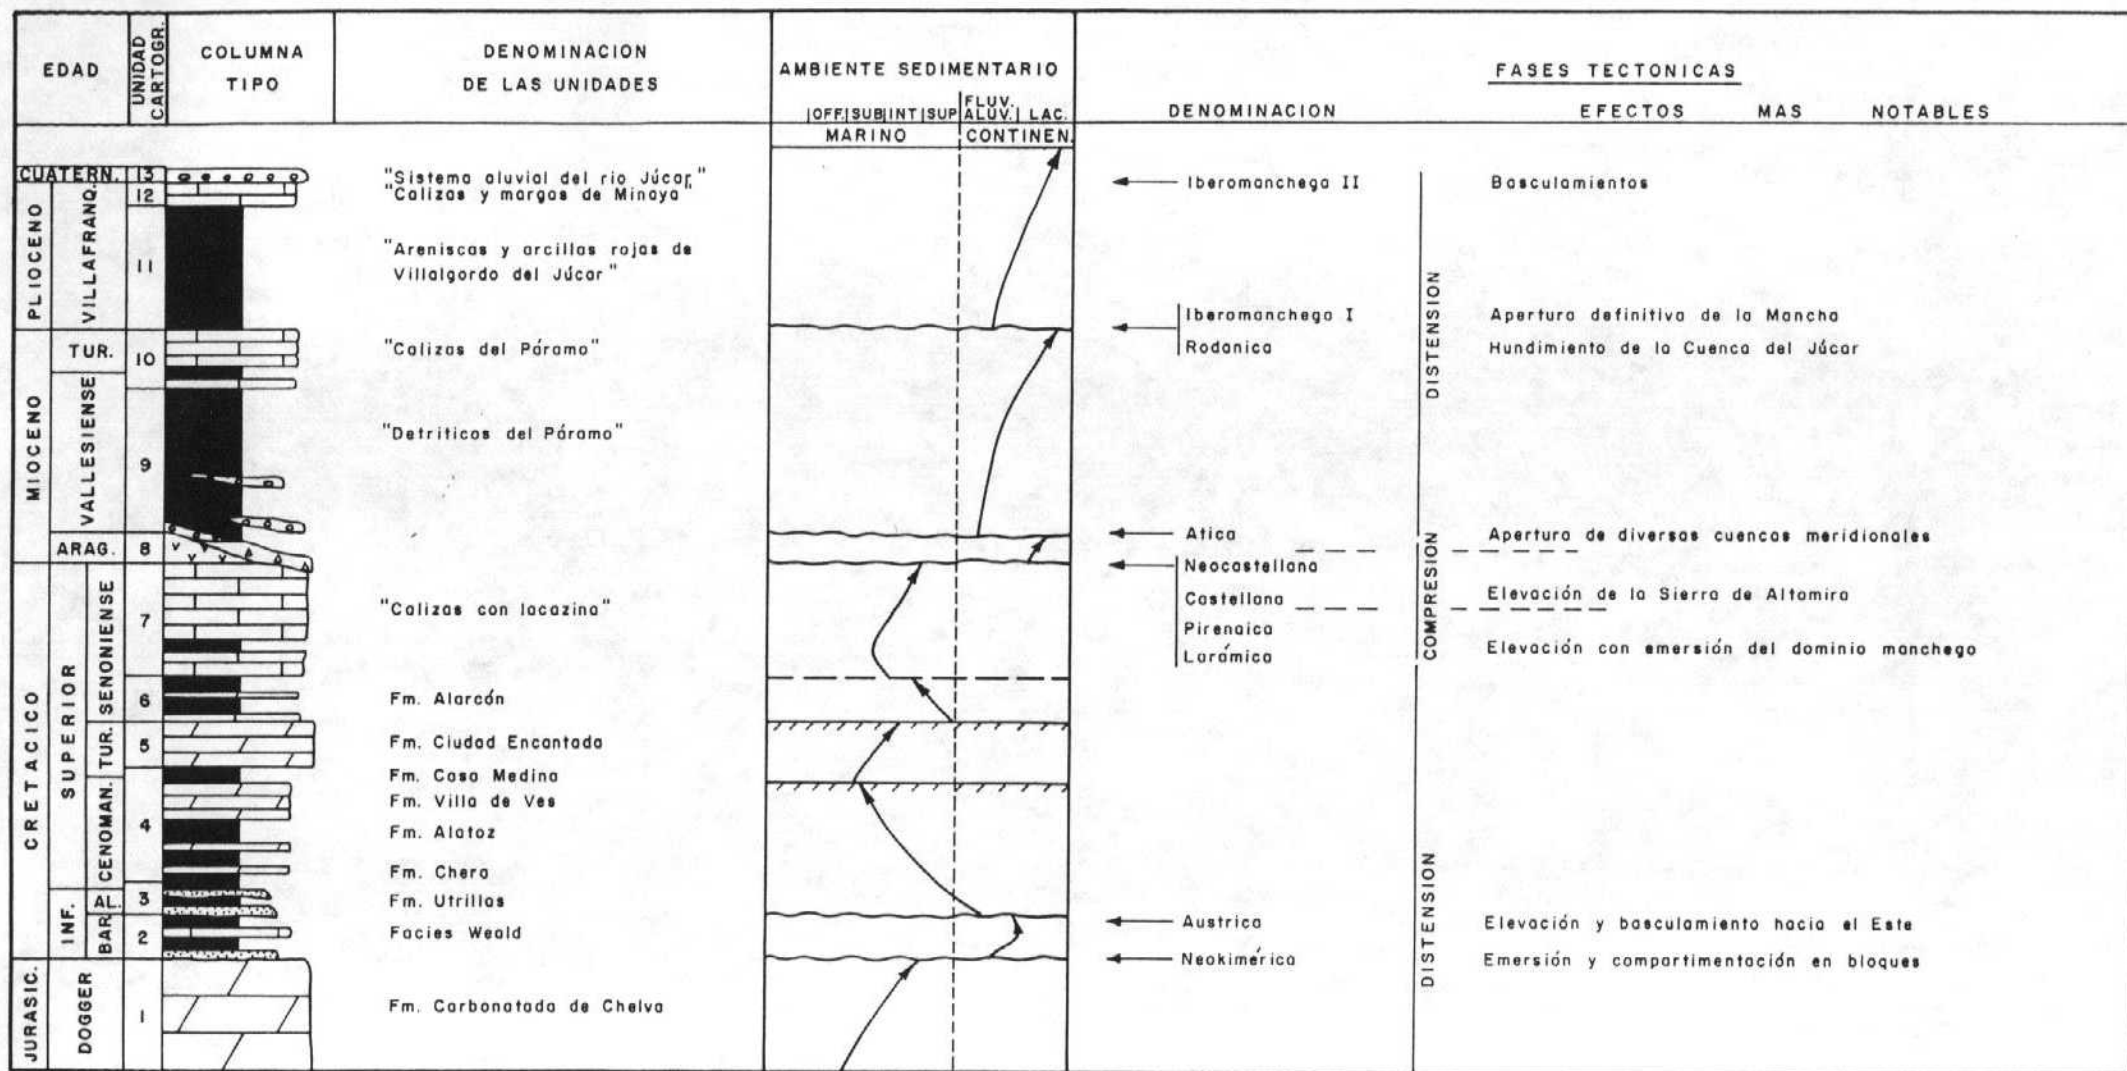 EDAD
UNIDAD CARTOGR.
COLUMNA
TIPO
DENOMINACION
DE LAS UNIDADES
AMBIENTE SEDIMENTARIO
OFF. SUB INT SUP FLUV. ALUV. LAC.
MARINO CONTINEN.
FASES TECTONICAS
DENOMINACION EFECTOS MAS NOTABLES
CUATERN. 13 "Sistema aluvial del rio Júcar"
PLIOCENO
VILLAFRANQ.
12 "Calizas y margas de Minaya"
Iberomanchega II Basculamientos
11 "Areniscas y arcillas rojas de
Villalgordo del Júcar"
DISTENSION
Iberomanchega I Apertura definitiva de la Mancha
Rodanica Hundimiento de la Cuenca del Júcar
MIOCENO
TUR. 10 "Calizas del Páramo"
VALLESIENSE
9 "Detriticos del Páramo"
Atica Apertura de diversas cuencas meridionales
ARAG. 8
Neocastellana
COMPRESION
CRETACICO
SUPERIOR
SENONIENSE
7 "Calizas con lacazina"
Castellana Elevación de la Sierra de Altamira
Pirenaica
Larámica Elevación con emersión del dominio manchego
6 Fm. Alarcón
TUR. 5 Fm. Ciudad Encantada
Fm. Casa Medina
CENOMAN.
4
Fm. Villa de Ves
Fm. Alatoz
Fm. Chera
DISTENSION
INF.
AL. 3 Fm. Utrillas
Austrica Elevación y basculamiento hacia el Este
BAR 2 Facies Weald
Neokimérica Emersión y compartimentación en bloques
JURASIC.
DOGGER
1 Fm. Carbonatada de Chelva